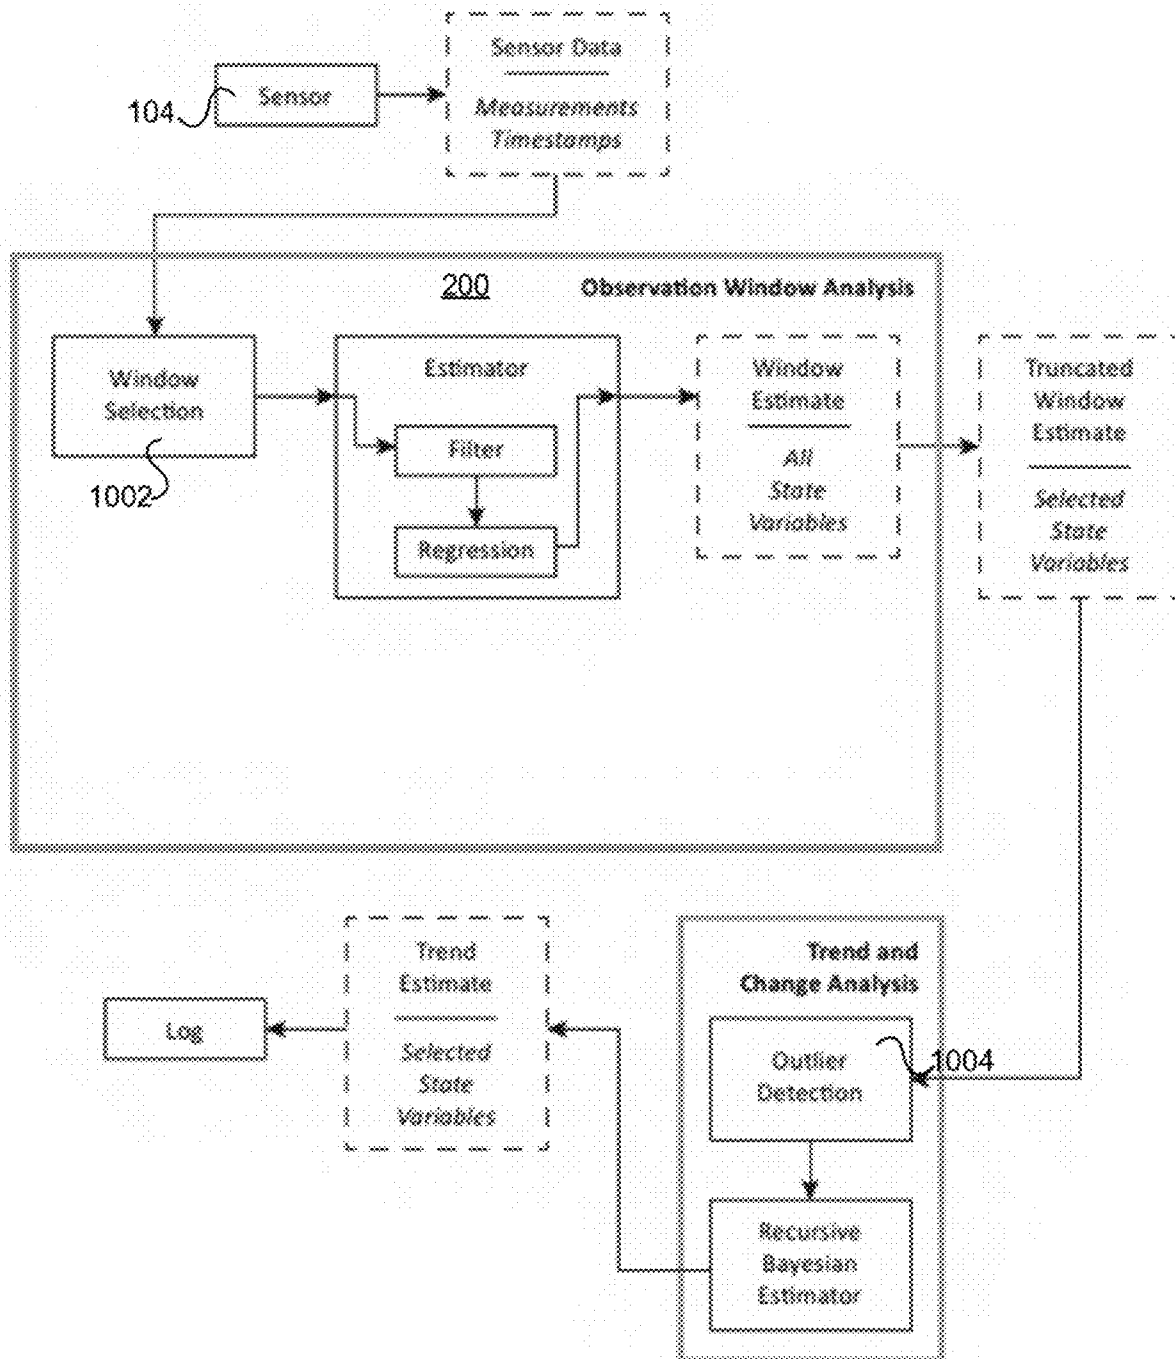 Sensor Data
104
Sensor
Measurements
Timestamps
200
Observation Window Analysis
Window
Selection
1002
Estimator
Filter
Regression
Window
Estimate
All
State
Variables
Truncated
Window
Estimate
Selected
State
Variables
Trend and
Change Analysis
Outlier
Detection
1004
Recursive
Bayesian
Estimator
Trend
Estimate
Selected
State
Variables
Log